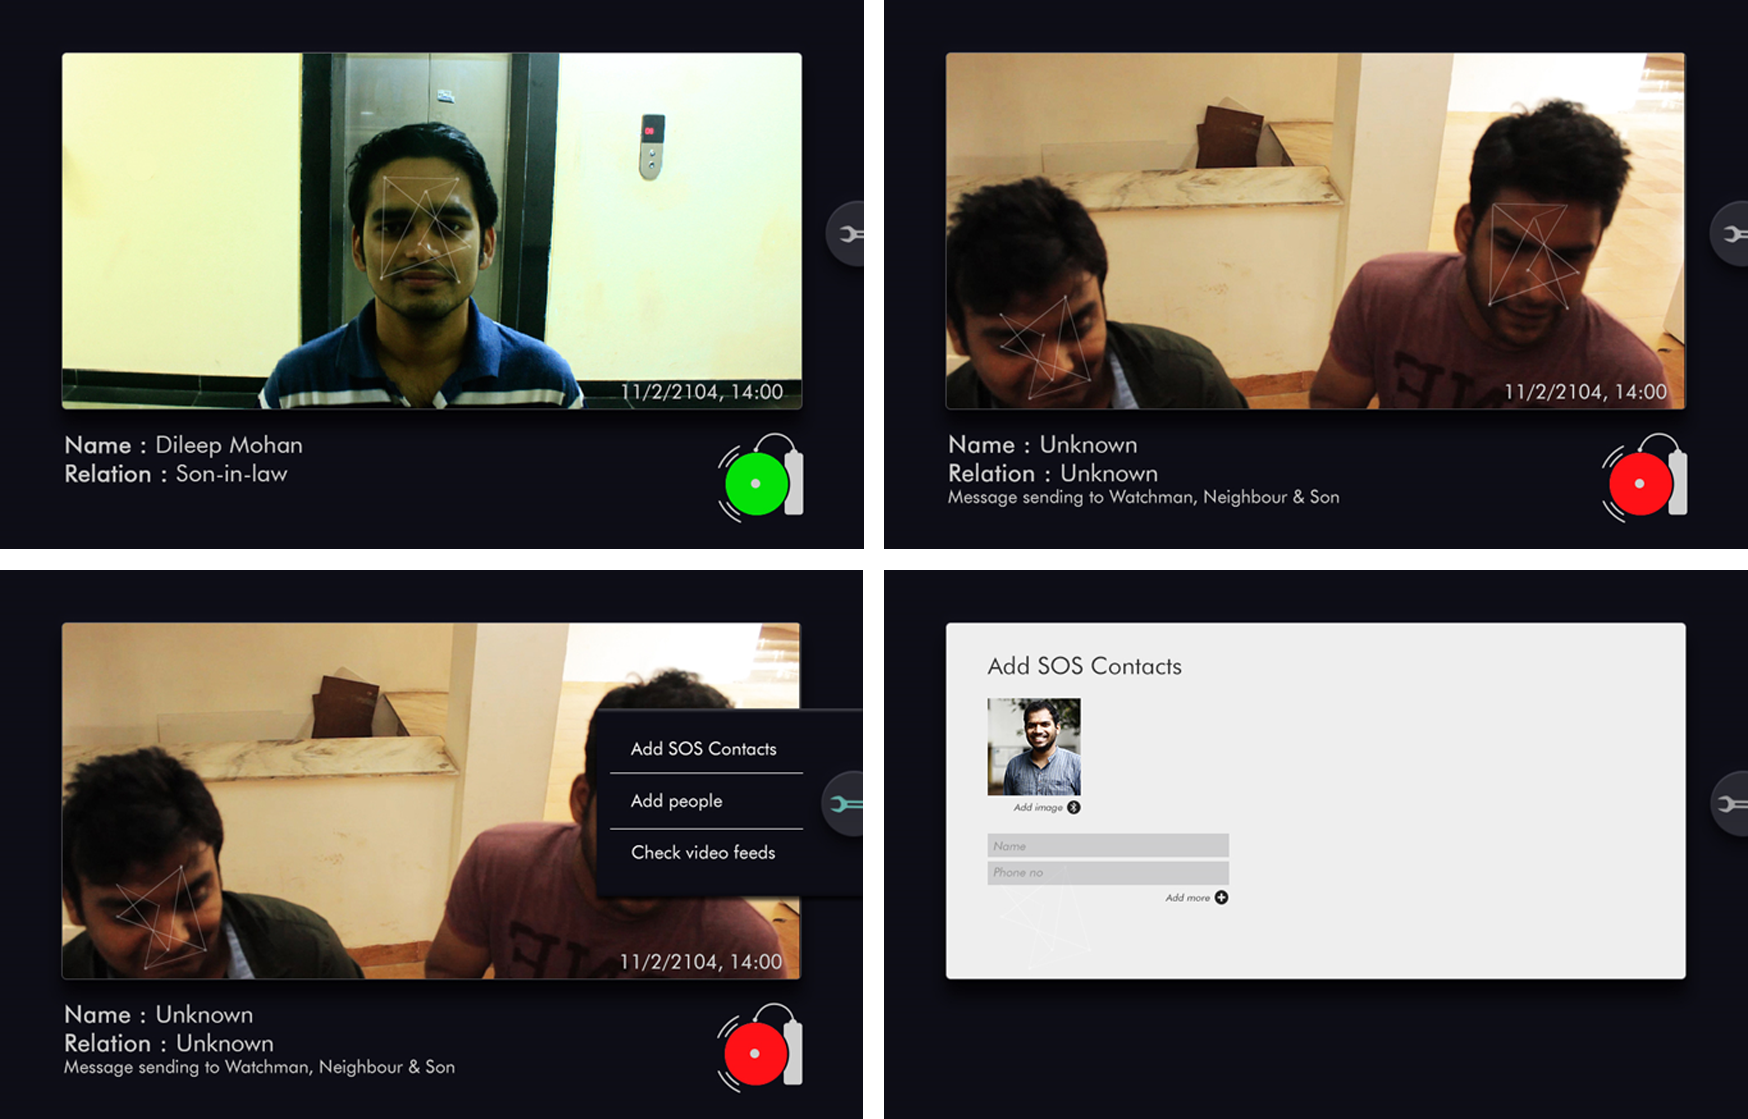 11/2/2104, 14:00
Name : Dileep Mohan
Relation : Son-in-law
11/2/2104, 14:00
Name : Unknown
Relation : Unknown
Message sending to Watchman, Neighbour & Son
Add SOS Contacts
Add people
Check video feeds
11/2/2104, 14:00
Name : Unknown
Relation : Unknown
Message sending to Watchman, Neighbour & Son
Add SOS Contacts
Add image
Name
Phone no
Add more